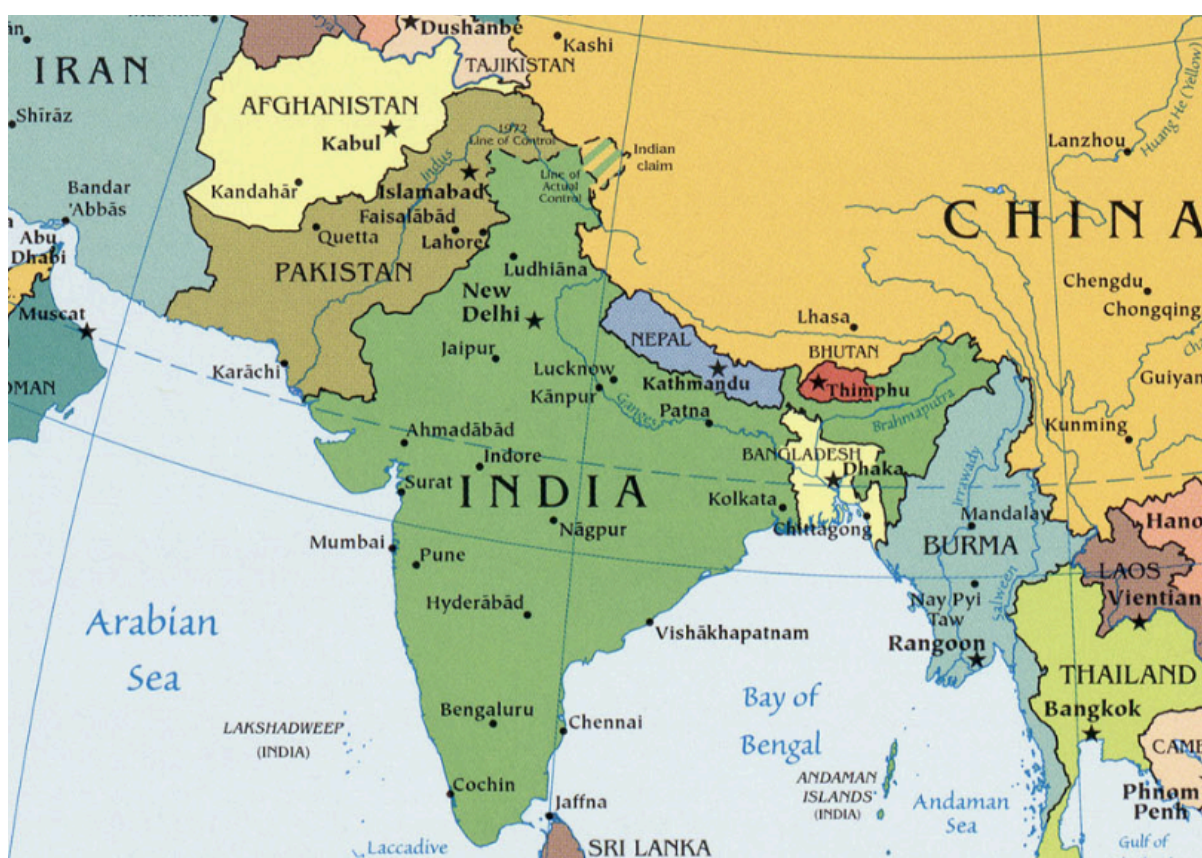 Dushanbe
Kashi
TAJIKISTAN
IRAN
AFGHANISTAN
Huang He (Yellow)
Shīrāz
Kabul
1972
Line of Control
Lanzhou
Indus
Indian
claim
Line of
Actual
Control
Bandar
'Abbās
Kandahār
Islamabad
Faisalābād
CHINA
Abu
Dhabi
Quetta
Lahore
PAKISTAN
Ludhiāna
Chengdu
New
Delhi
Chongqing
Muscat
Lhasa
NEPAL
Jaipur
BHUTAN
Karāchi
Lucknow
Kānpur
Kathmandu
Thimphu
Guiyan
OMAN
Ganges
Patna
Brahmaputra
Kunming
Ahmadābād
Indore
BANGLADESH
Dhaka
Irrawaddy
Surat
INDIA
Kolkata
Mandalay
Hano
Nāgpur
Chittagong
Mumbai
BURMA
Pune
LAOS
Salween
Hyderābād
Nay Pyi
Taw
Vientian
Arabian
Sea
Vishākhapatnam
Rangoon
THAILAND
Bay of
Bengal
Bengaluru
Chennai
Bangkok
LAKSHADWEEP
(INDIA)
CAME
ANDAMAN
ISLANDS
(INDIA)
Cochin
Phnom
Penh
Jaffna
Andaman
Sea
Laccadive
SRI LANKA
Gulf of